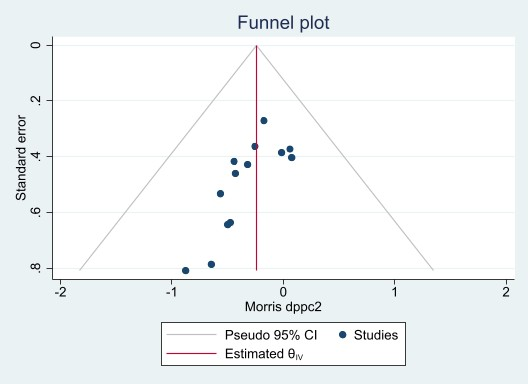 Funnel plot
Standard error
0
.2
.4
.6
.8
-2 -1 0 1 2
Morris dppc2
Pseudo 95% CI Studies
Estimated θIV